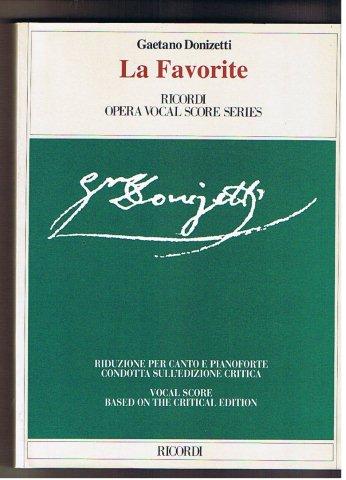 Gaetano Donizetti
La Favorite
RICORDI
OPERA VOCAL SCORE SERIES
Donizetti
RIDUZIONE PER CANTO E PIANOFORTE
CONDOTTA SULL'EDIZIONE CRITICA
VOCAL SCORE
BASED ON THE CRITICAL EDITION
RICORDI